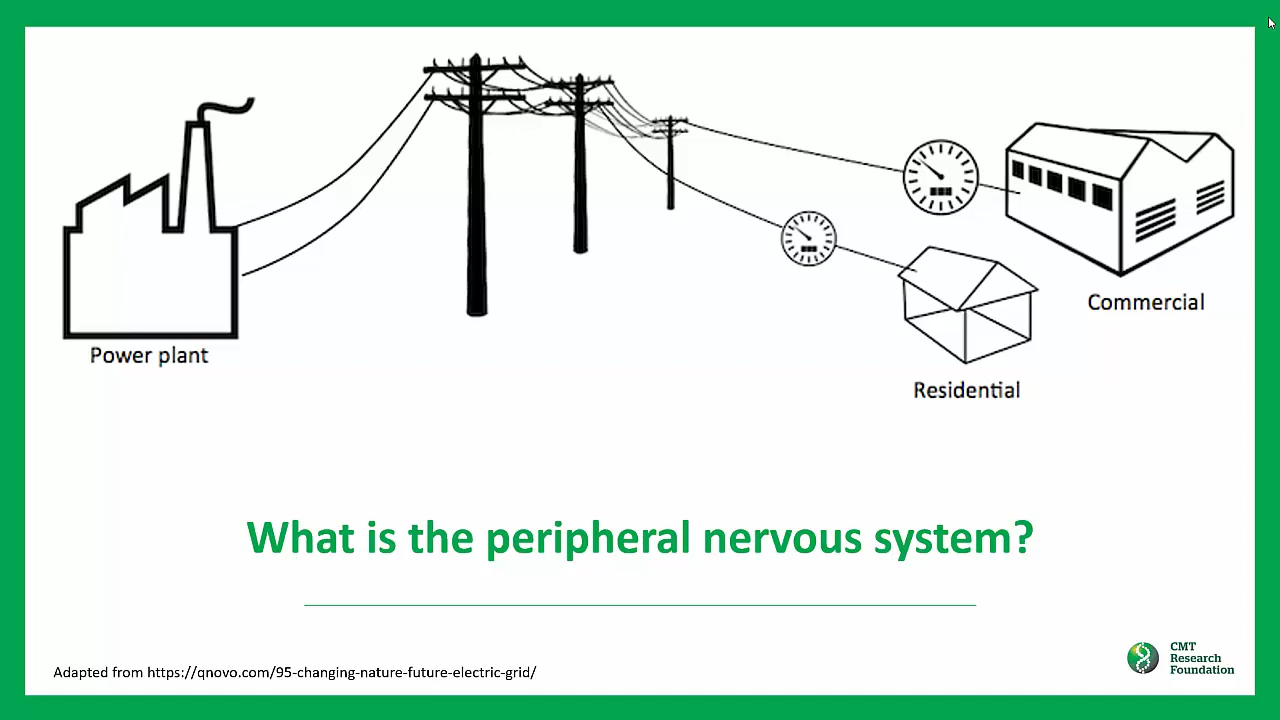 Power plant
Commercial
Residential
What is the peripheral nervous system?
Adapted from https://qnovo.com/95-changing-nature-future-electric-grid/
CMT
Research
Foundation